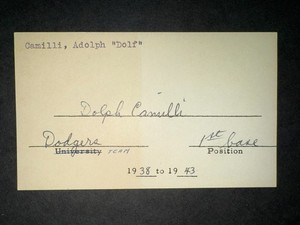 Camilli, Adolph "Dolf"
Dolph Camilli
Dodgers 1st base
University TEAM Position
1938 to 1943